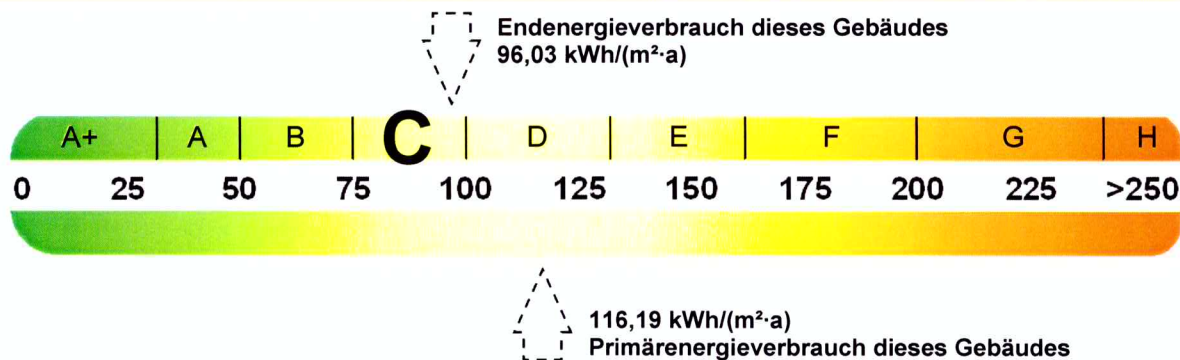 Endenergieverbrauch dieses Gebäudes
96,03 kWh/(m²·a)
A+ A B C D E F G H
0 25 50 75 100 125 150 175 200 225 >250
116,19 kWh/(m²·a)
Primärenergieverbrauch dieses Gebäudes